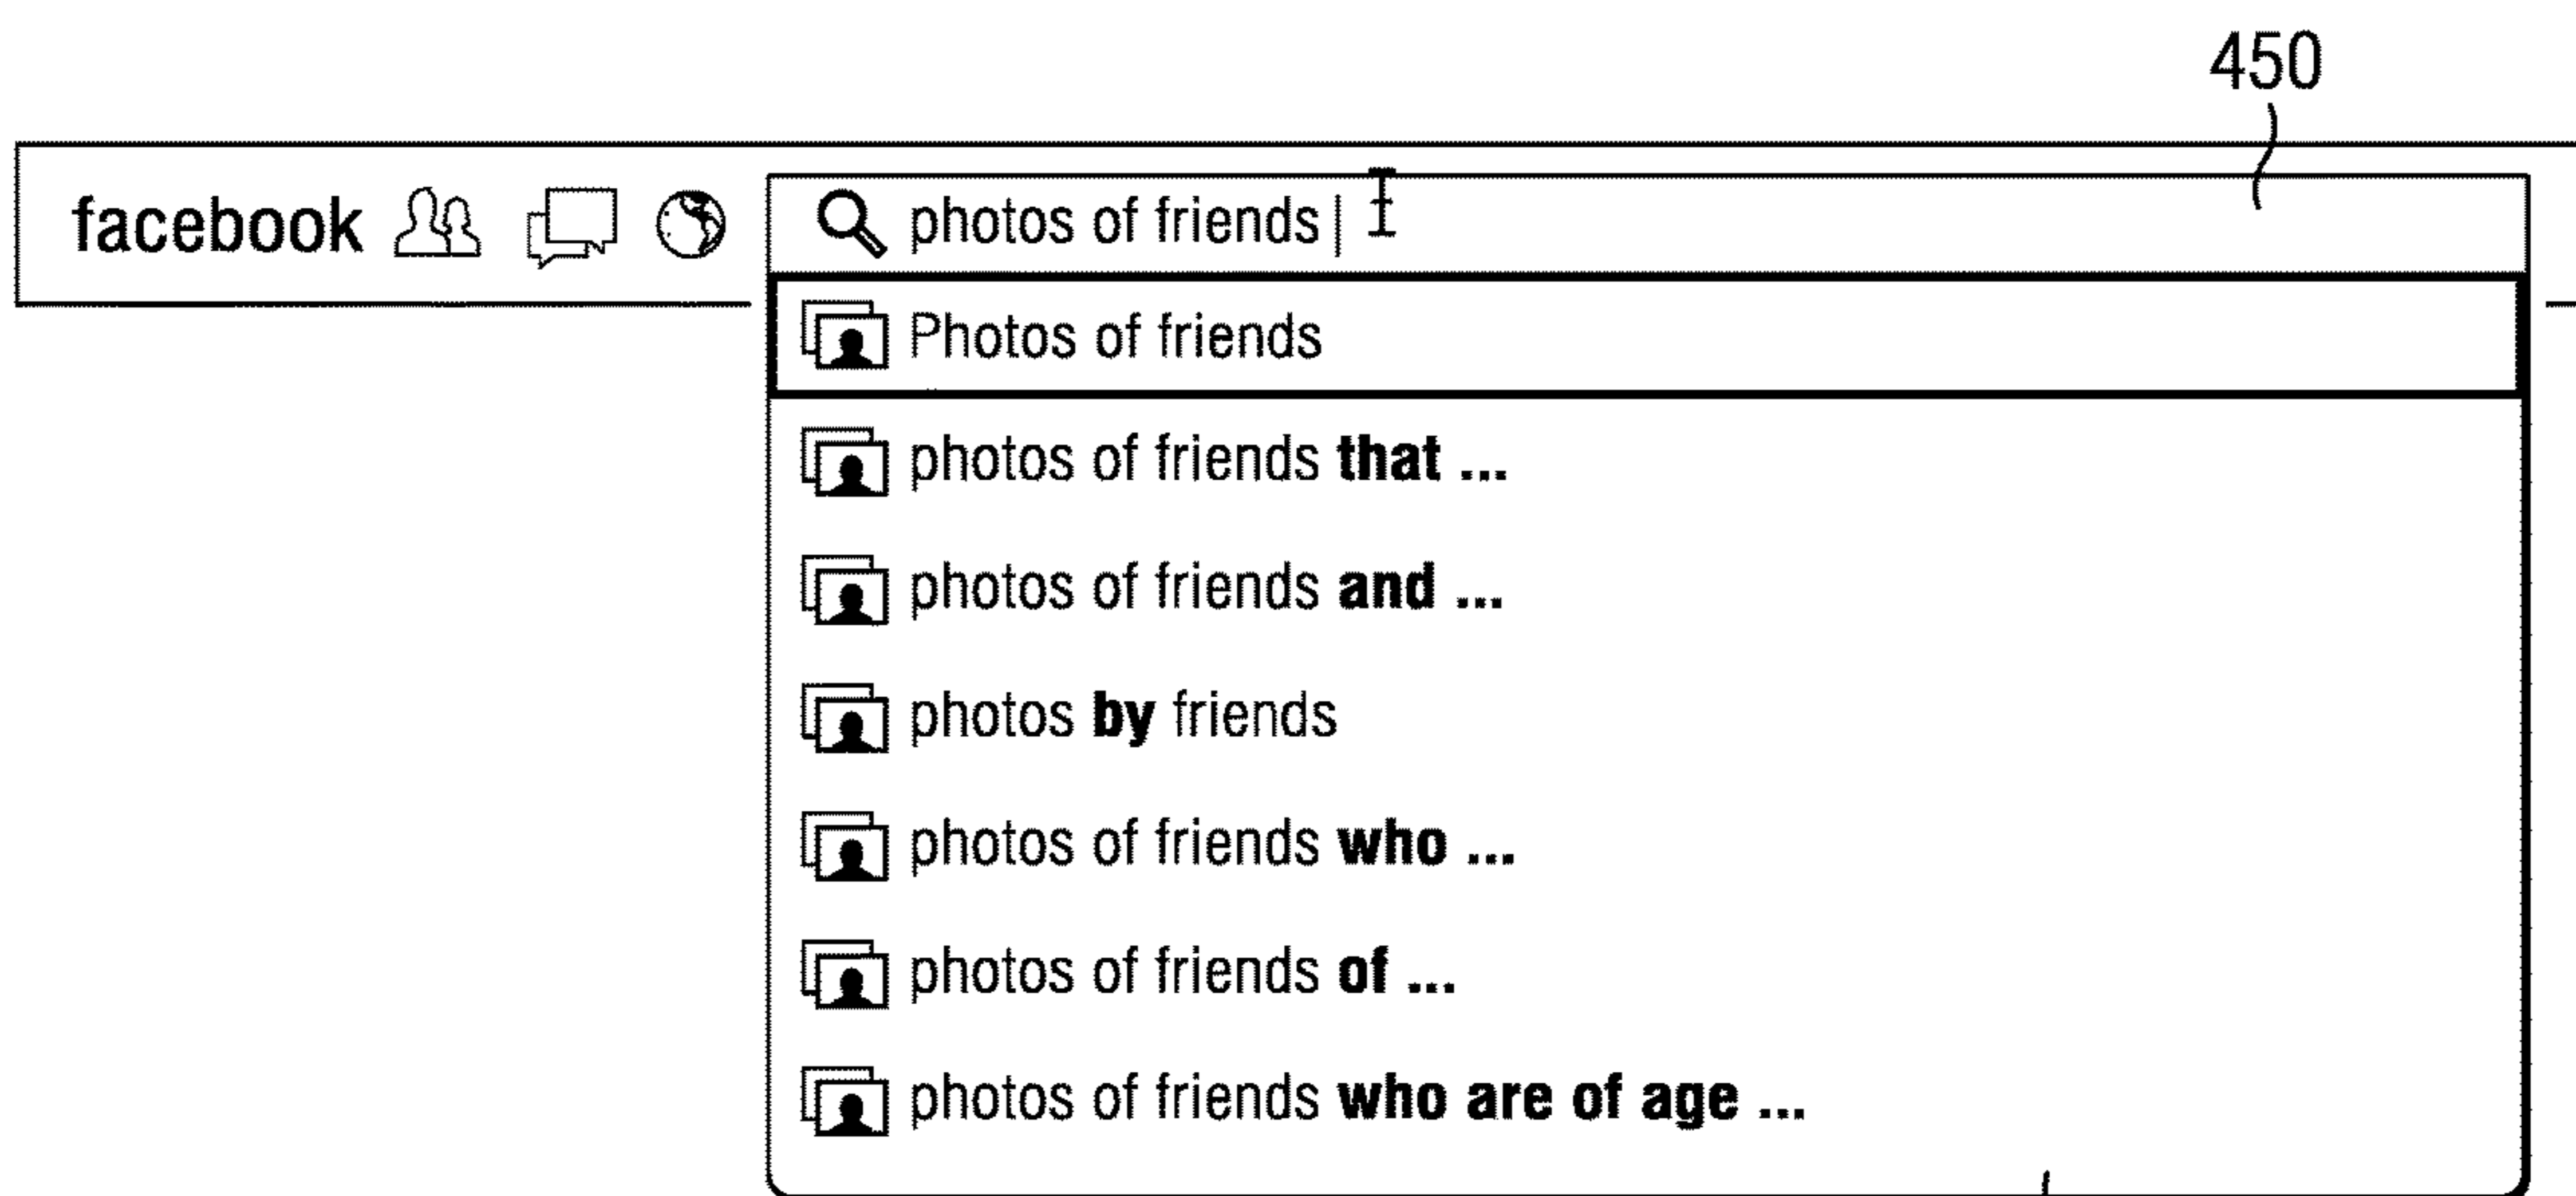 450
facebook photos of friends
Photos of friends
photos of friends that ...
photos of friends and ...
photos by friends
photos of friends who ...
photos of friends of ...
photos of friends who are of age ...